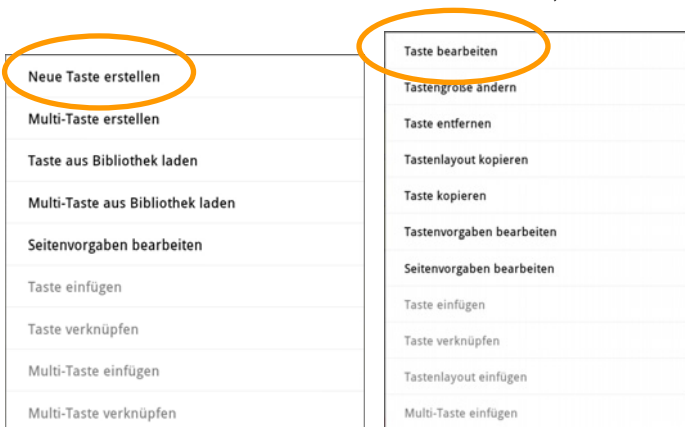 Neue Taste erstellen
Multi-Taste erstellen
Taste aus Bibliothek laden
Multi-Taste aus Bibliothek laden
Seitenvorgaben bearbeiten
Taste einfügen
Taste verknüpfen
Multi-Taste einfügen
Multi-Taste verknüpfen
Taste bearbeiten
Tastengröße ändern
Taste entfernen
Tastenlayout kopieren
Taste kopieren
Tastenvorgaben bearbeiten
Seitenvorgaben bearbeiten
Taste einfügen
Taste verknüpfen
Tastenlayout einfügen
Multi-Taste einfügen